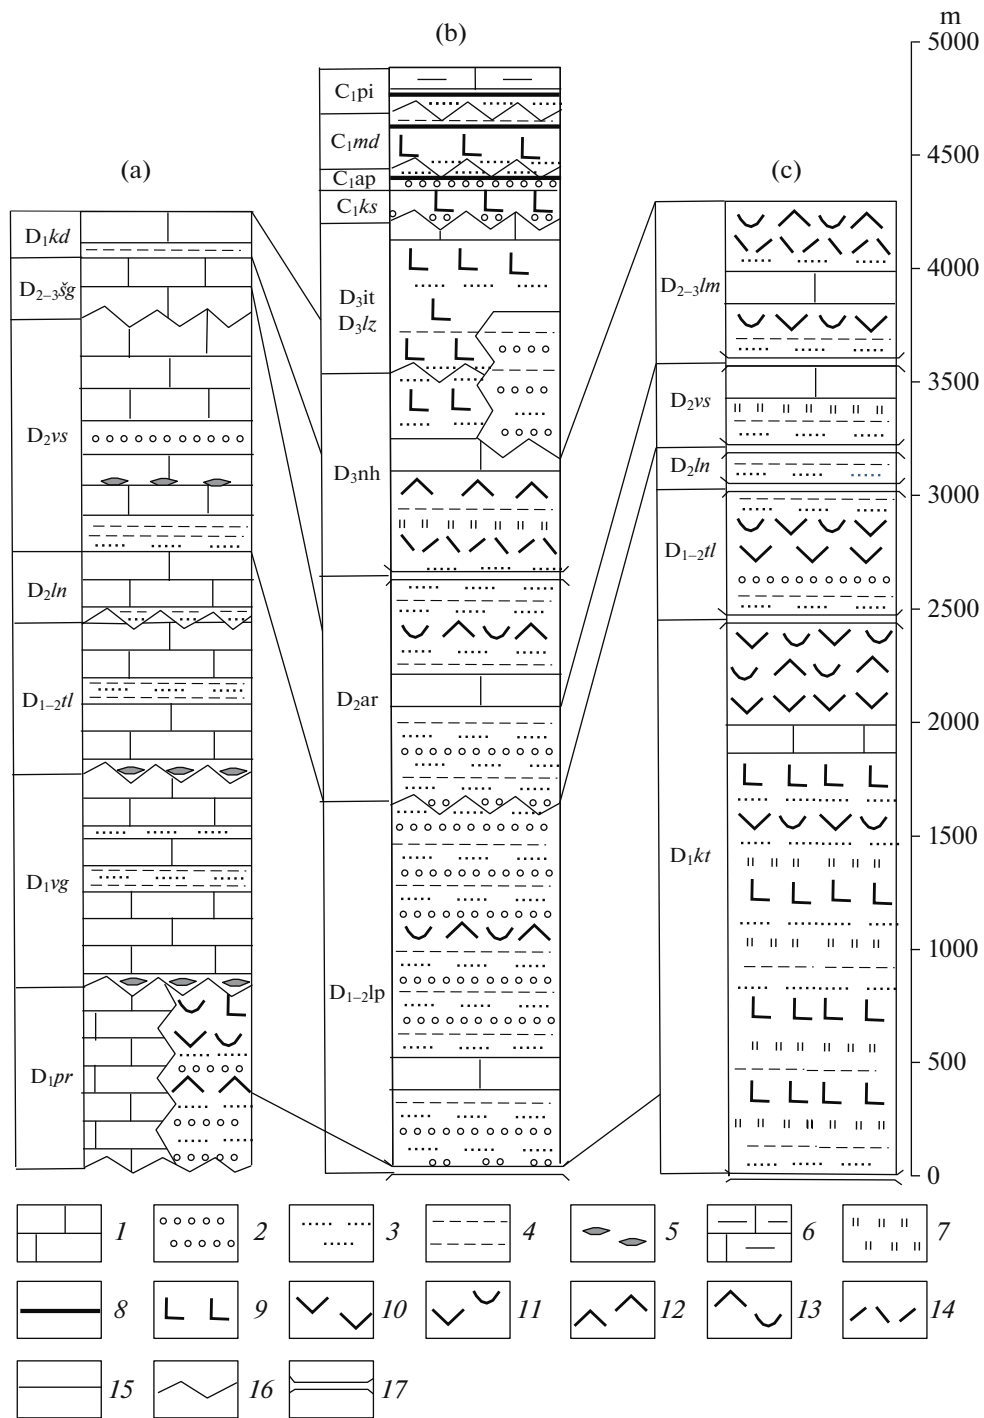 (a)
D₁kd
D₂₋₃šg
D₂vs
D₂ln
D₁₋₂tl
D₁vg
D₁pr
(b)
C₁pi
C₁md
C₁ap
C₁ks
D₃it
D₃lz
D₃nh
D₂ar
D₁₋₂lp
(c)
D₂₋₃lm
D₂vs
D₂ln
D₁₋₂tl
D₁kt
m
5000
4500
4000
3500
3000
2500
2000
1500
1000
500
0
1 2 3 4 5 6 7
8 9 10 11 12 13 14
15 16 17